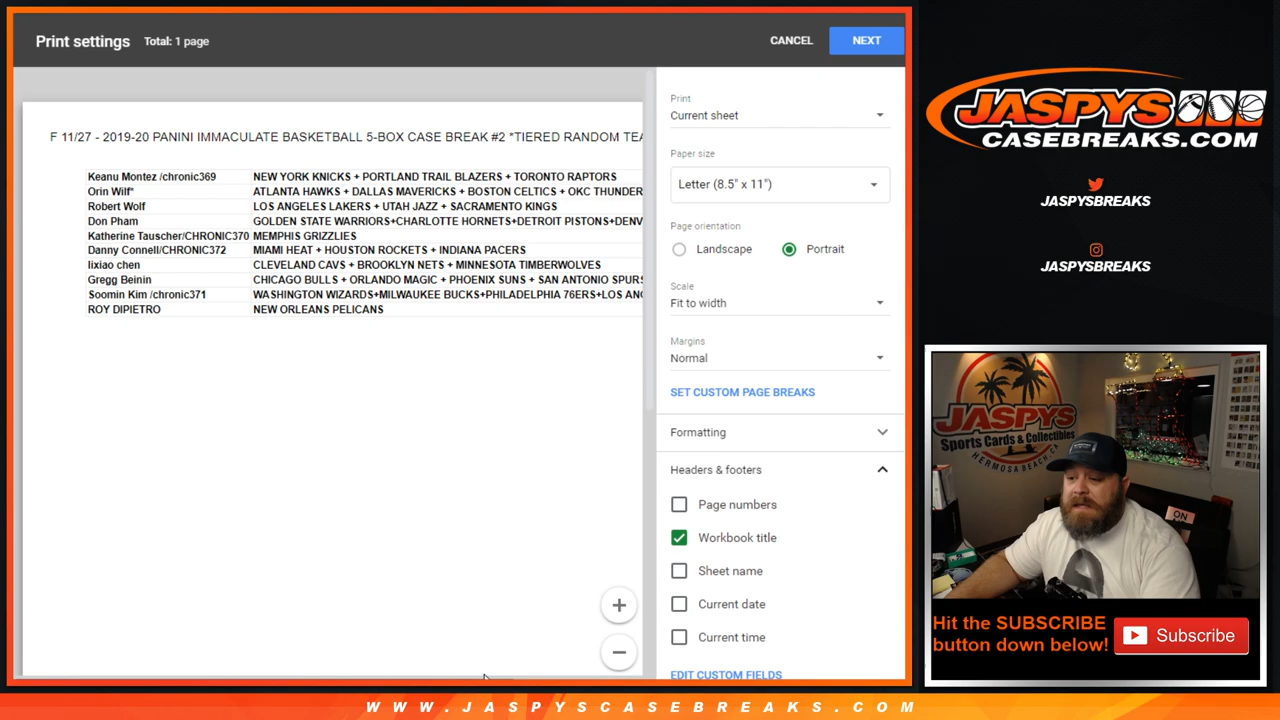 Print settings Total: 1 page CANCEL NEXT
F 11/27 - 2019-20 PANINI IMMACULATE BASKETBALL 5-BOX CASE BREAK #2 "TIERED RANDOM TEA
Keanu Montez /chronic369 NEW YORK KNICKS + PORTLAND TRAIL BLAZERS + TORONTO RAPTORS
Orin Wilf* ATLANTA HAWKS + DALLAS MAVERICKS + BOSTON CELTICS + OKC THUNDER
Robert Wolf LOS ANGELES LAKERS + UTAH JAZZ + SACRAMENTO KINGS
Don Pham GOLDEN STATE WARRIORS+CHARLOTTE HORNETS+DETROIT PISTONS+DENV
Katherine Tauscher/CHRONIC370 MEMPHIS GRIZZLIES
Danny Connell/CHRONIC372 MIAMI HEAT + HOUSTON ROCKETS + INDIANA PACERS
lixiao chen CLEVELAND CAVS + BROOKLYN NETS + MINNESOTA TIMBERWOLVES
Gregg Beinin CHICAGO BULLS + ORLANDO MAGIC + PHOENIX SUNS + SAN ANTONIO SPURS
Soomin Kim /chronic371 WASHINGTON WIZARDS+MILWAUKEE BUCKS+PHILADELPHIA 76ERS+LOS ANG
ROY DIPIETRO NEW ORLEANS PELICANS
Print
Current sheet
Paper size
Letter (8.5" x 11")
Page orientation
Landscape Portrait
Scale
Fit to width
Margins
Normal
SET CUSTOM PAGE BREAKS
Formatting
Headers & footers
Page numbers
Workbook title
Sheet name
Current date
Current time
EDIT CUSTOM FIELDS
JASPYS
CASEBREAKS.COM
JASPYSBREAKS
JASPYSBREAKS
JASPYS
Sports Cards & Collectibles
HERMOSA BEACH, CA
ON
Hit the SUBSCRIBE
button down below!
Subscribe
WWW.JASPYSCASEBREAKS.COM